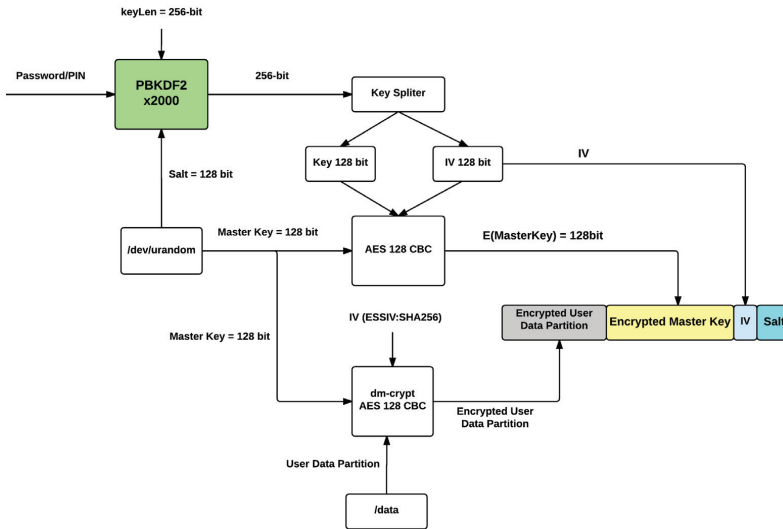 keyLen = 256-bit
Password/PIN
PBKDF2
x2000
256-bit
Key Spliter
Key 128 bit
IV 128 bit
IV
Salt = 128 bit
/dev/urandom
Master Key = 128 bit
AES 128 CBC
E(MasterKey) = 128bit
Encrypted User
Data Partition
Encrypted Master Key
IV
Salt
IV (ESSIV:SHA256)
Master Key = 128 bit
dm-crypt
AES 128 CBC
Encrypted User
Data Partition
User Data Partition
/data